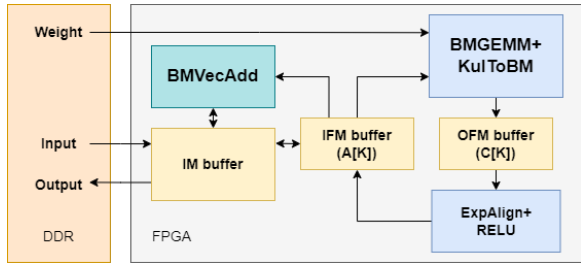 Weight
BMGEMM+
KulToBM
BMVecAdd
Input
IM buffer
IFM buffer
(A[K])
OFM buffer
(C[K])
Output
ExpAlign+
RELU
DDR
FPGA